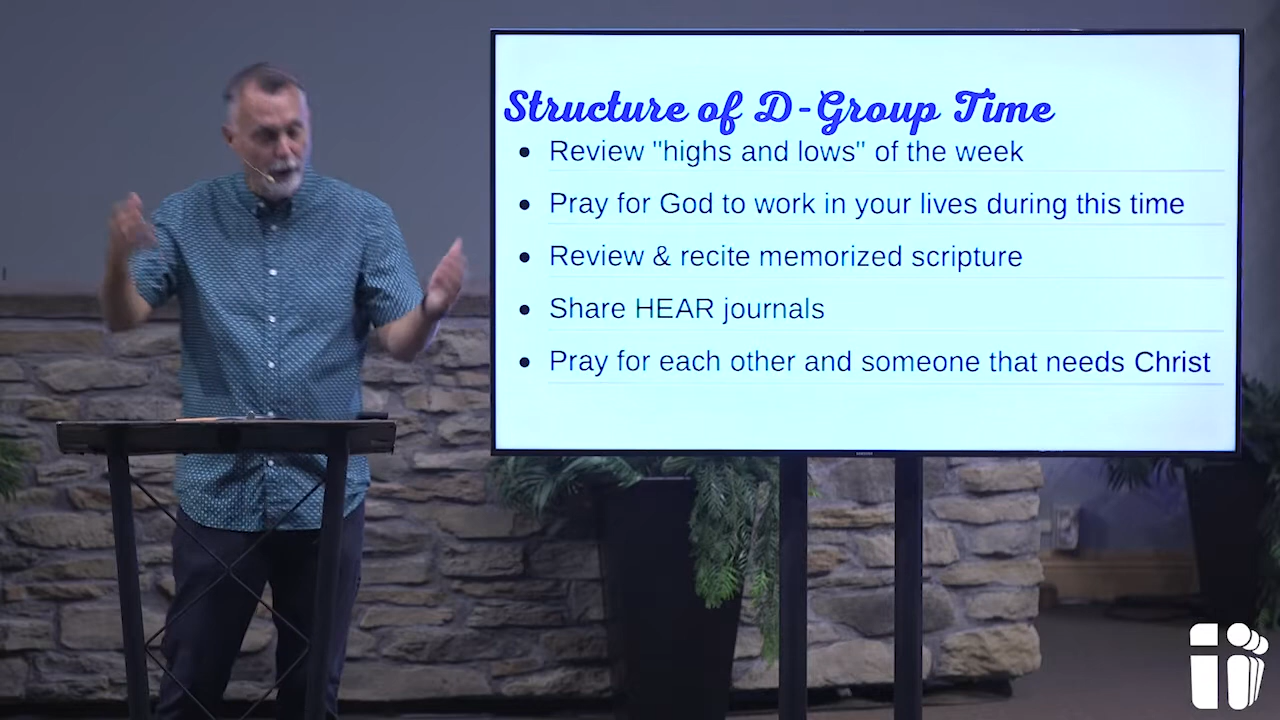 Structure of D-Group Time
Review "highs and lows" of the week
Pray for God to work in your lives during this time
Review & recite memorized scripture
Share HEAR journals
Pray for each other and someone that needs Christ